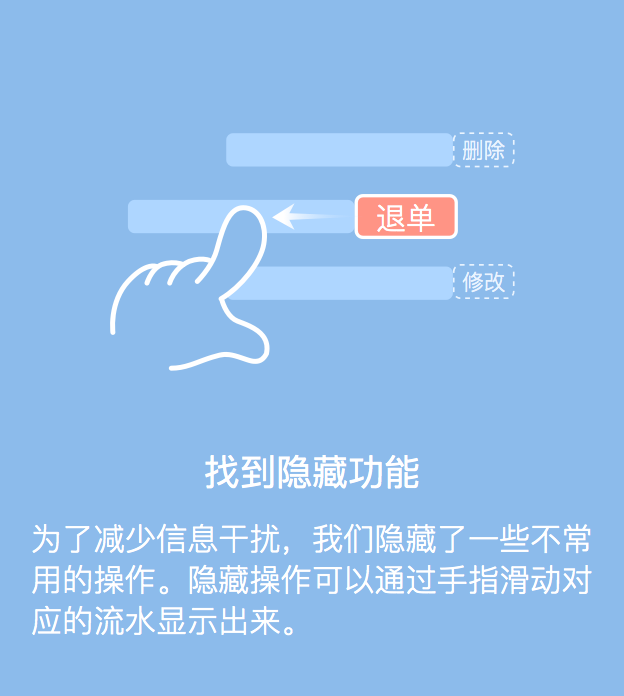 删除
退单
修改
找到隐藏功能
为了减少信息干扰，我们隐藏了一些不常
用的操作。隐藏操作可以通过手指滑动对
应的流水显示出来。